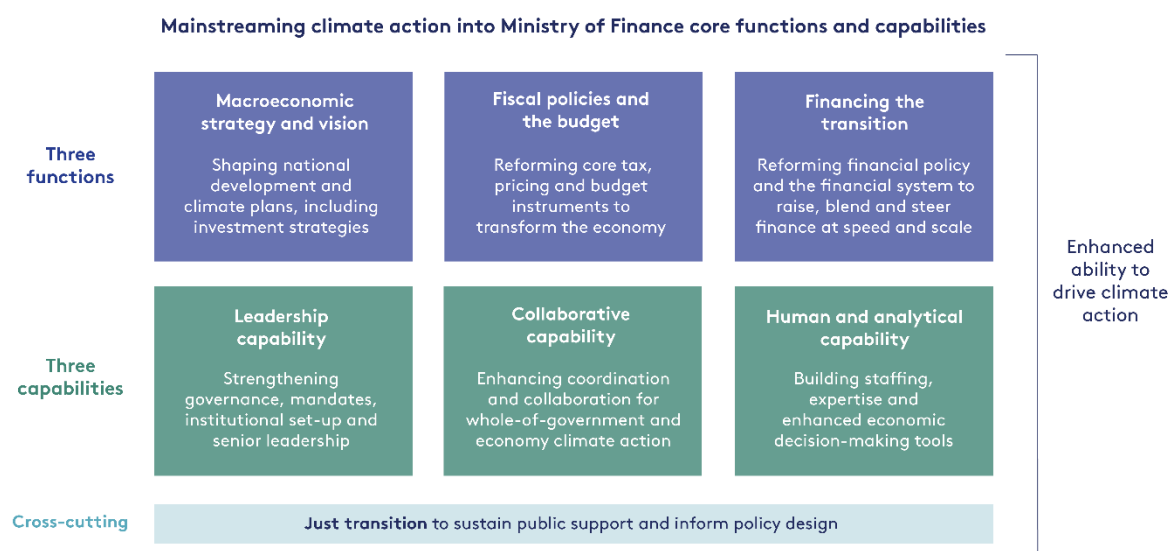 Mainstreaming climate action into Ministry of Finance core functions and capabilities
Three
functions
Macroeconomic
strategy and vision
Shaping national
development and
climate plans, including
investment strategies
Fiscal policies and
the budget
Reforming core tax,
pricing and budget
instruments to
transform the economy
Financing the
transition
Reforming financial policy
and the financial system to
raise, blend and steer
finance at speed and scale
Three
capabilities
Leadership
capability
Strengthening
governance, mandates,
institutional set-up and
senior leadership
Collaborative
capability
Enhancing coordination
and collaboration for
whole-of-government and
economy climate action
Human and analytical
capability
Building staffing,
expertise and
enhanced economic
decision-making tools
Enhanced
ability to
drive climate
action
Cross-cutting
Just transition to sustain public support and inform policy design